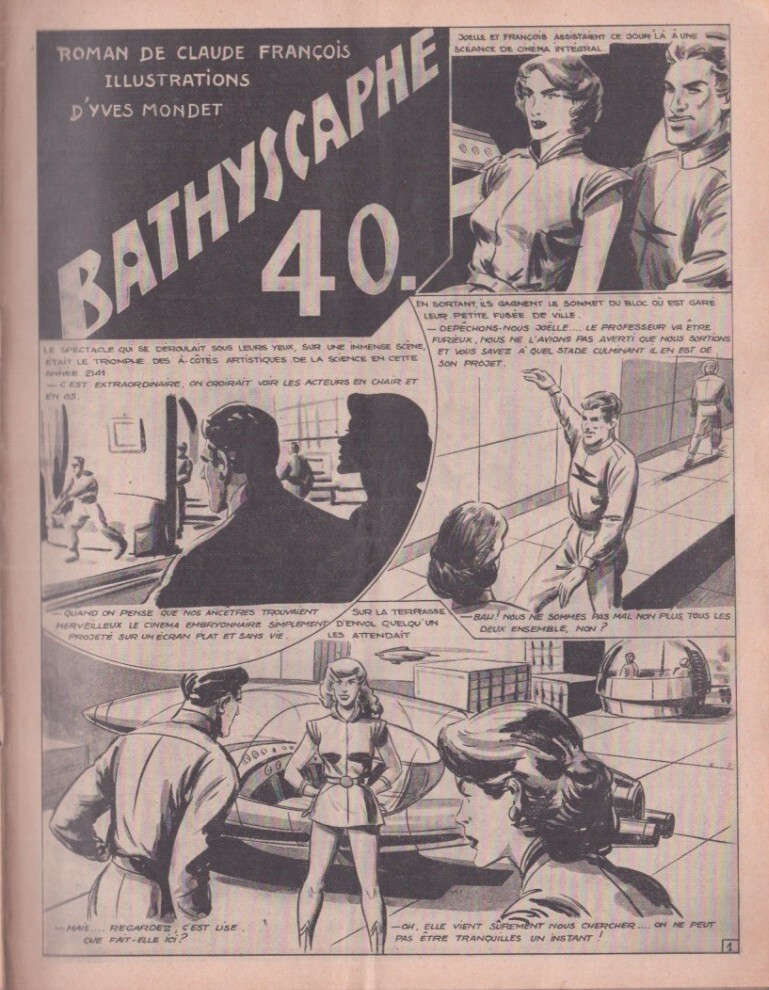 ROMAN DE CLAUDE FRANÇOIS
ILLUSTRATIONS
D'YVES MONDET
BATHYSCAPHE
40.
JOELLE ET FRANÇOIS ASSISTAIENT CE JOUR LÀ À UNE
SCÉANCE DE CINÉMA INTÉGRAL.
LE SPECTACLE QUI SE DEROULAIT SOUS LEURS YEUX, SUR UNE IMMENSE SCÈNE,
ETAIT LE TRIOMPHE DES À-CÔTÉS ARTISTIQUES DE LA SCIENCE EN CETTE
ANNÉE 2141
— C'EST EXTRAORDINAIRE, ON CROIRAIT VOIR LES ACTEURS EN CHAIR ET
EN OS.
— QUAND ON PENSE QUE NOS ANCETRES TROUVAIENT
MERVEILLEUX LE CINEMA EMBRYONNAIRE SIMPLEMENT
PROJETÉ SUR UN ÉCRAN PLAT ET SANS VIE.
EN SORTANT, ILS GAGNENT LE SOMMET DU BLOC OÙ EST GARÉ
LEUR PETITE FUSÉE DE VILLE.
— DEPÊCHONS-NOUS JOËLLE.... LE PROFESSEUR VA ÊTRE
FURIEUX, NOUS NE L'AVIONS PAS AVERTI QUE NOUS SORTIONS
ET VOUS SAVEZ À QUEL STADE CULMINANT IL EN EST DE
SON PROJET.
— BAH! NOUS NE SOMMES PAS MAL NON PLUS, TOUS LES
DEUX ENSEMBLE, NON ?
SUR LA TERRASSE
D'ENVOL QUELQU'UN
LES ATTENDAIT
— MAIS.... REGARDEZ, C'EST LISE.
QUE FAIT-ELLE ICI ?
— OH, ELLE VIENT SÛREMENT NOUS CHERCHER.... ON NE PEUT
PAS ÊTRE TRANQUILLES UN INSTANT !
1